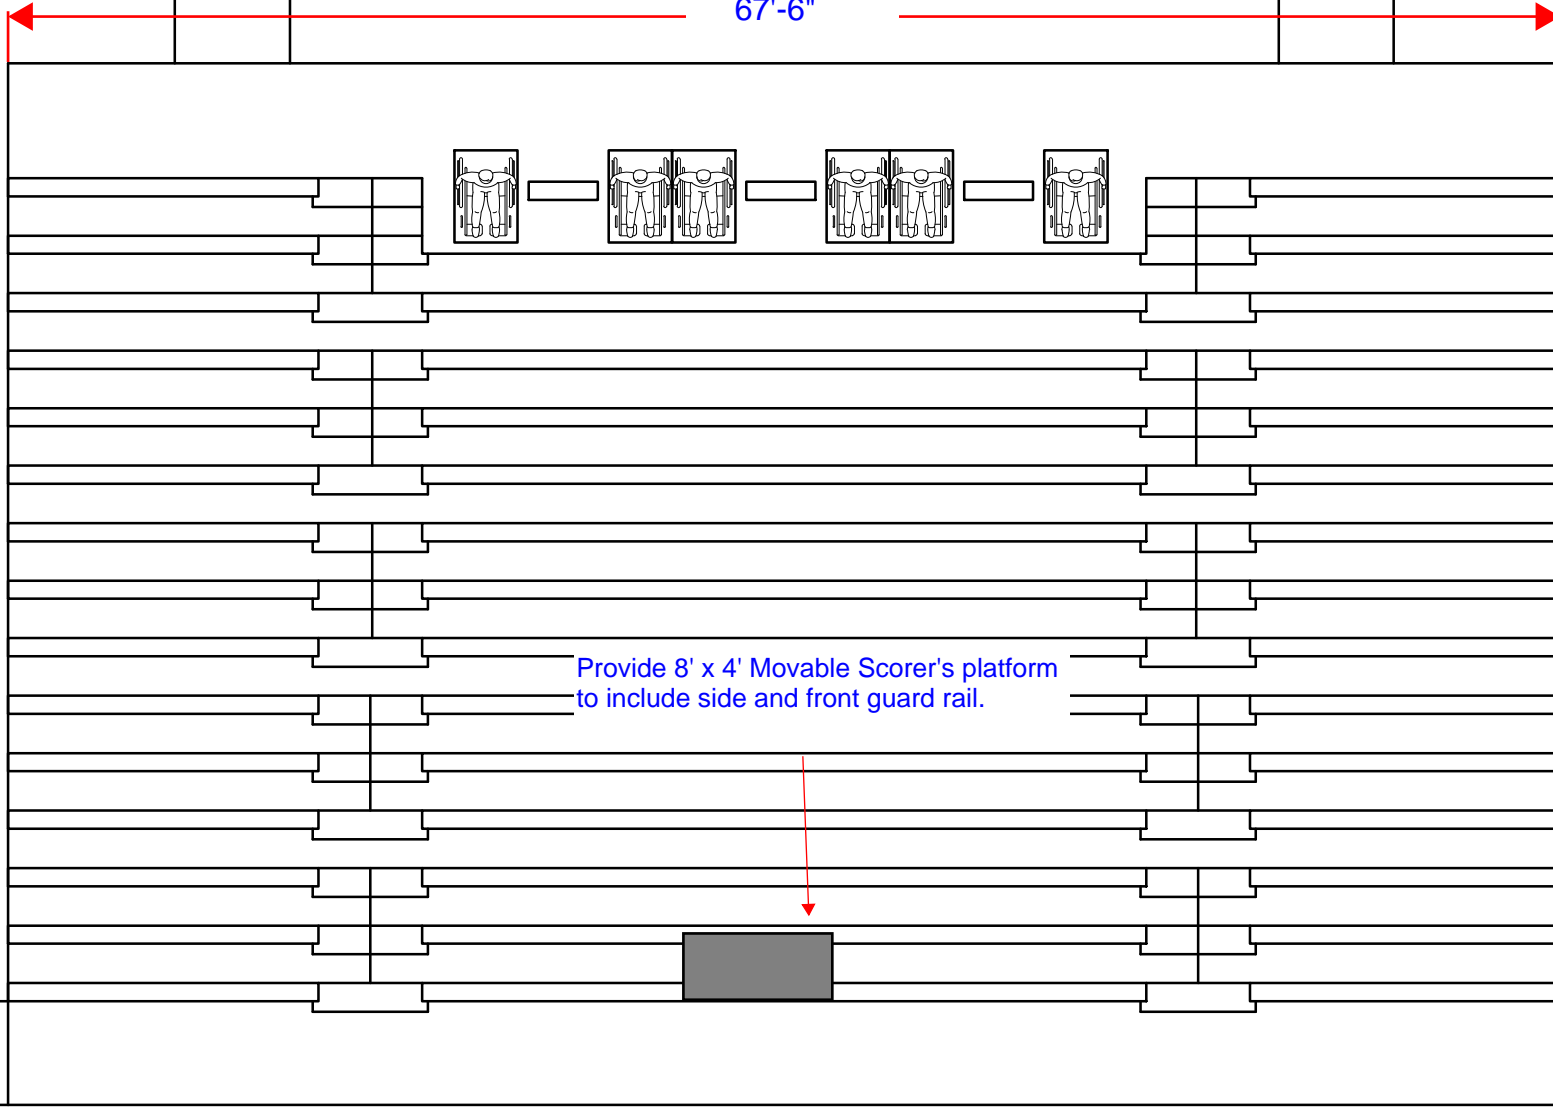 67'-6"
Provide 8' x 4' Movable Scorer's platform
to include side and front guard rail.